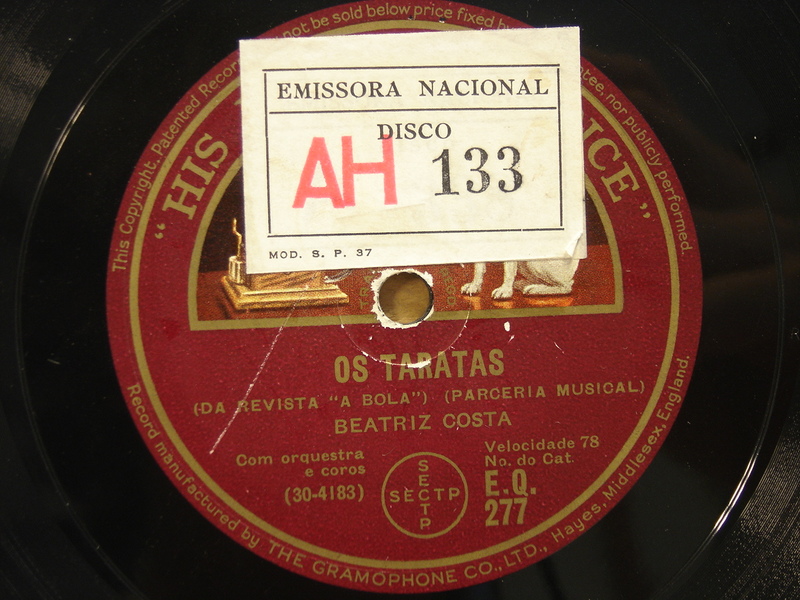 This Copyright. Patented Record
not be sold below price fixed by
tee, nor publicly performed.
"HIS
ICE"
EMISSORA NACIONAL
DISCO
AH 133
MOD. S. P. 37
OS TARATAS
(DA REVISTA "A BOLA") (PARCERIA MUSICAL)
BEATRIZ COSTA
Com orquestra
e coros
(30-4183)
SECTP
SECTP
Velocidade 78
No. do Cat.
E.Q.
277
Record manufactured by THE GRAMOPHONE CO., LTD., Hayes, Middlesex, England.